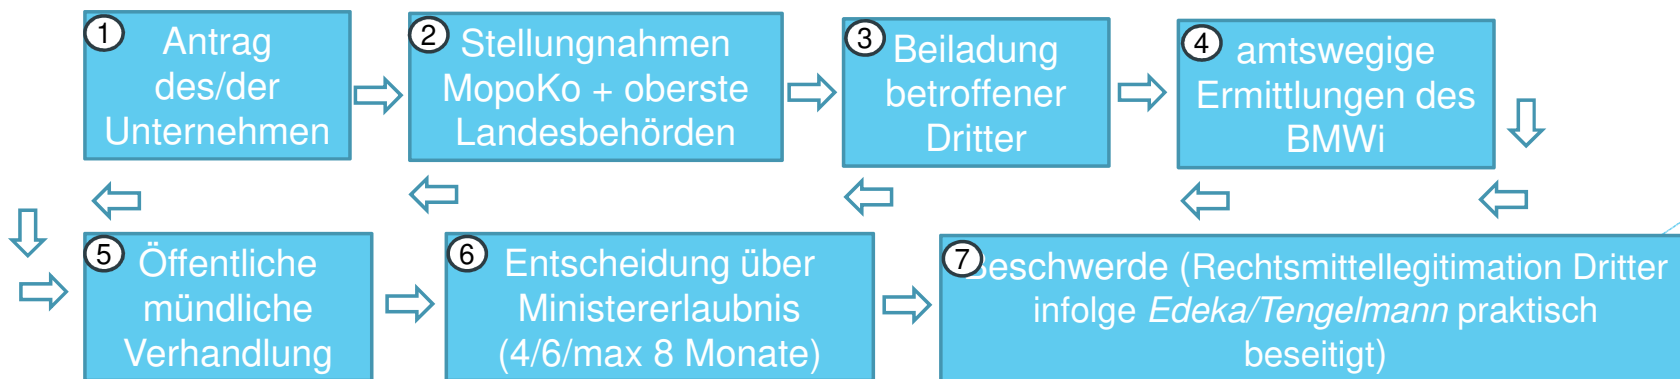 1
Antrag
des/der
Unternehmen
2
Stellungnahmen
MopoKo + oberste
Landesbehörden
3
Beiladung
betroffener
Dritter
4
amtswegige
Ermittlungen des
BMWi
5
Öffentliche
mündliche
Verhandlung
6
Entscheidung über
Ministererlaubnis
(4/6/max 8 Monate)
7
Beschwerde (Rechtsmittellegitimation Dritter
infolge Edeka/Tengelmann praktisch
beseitigt)